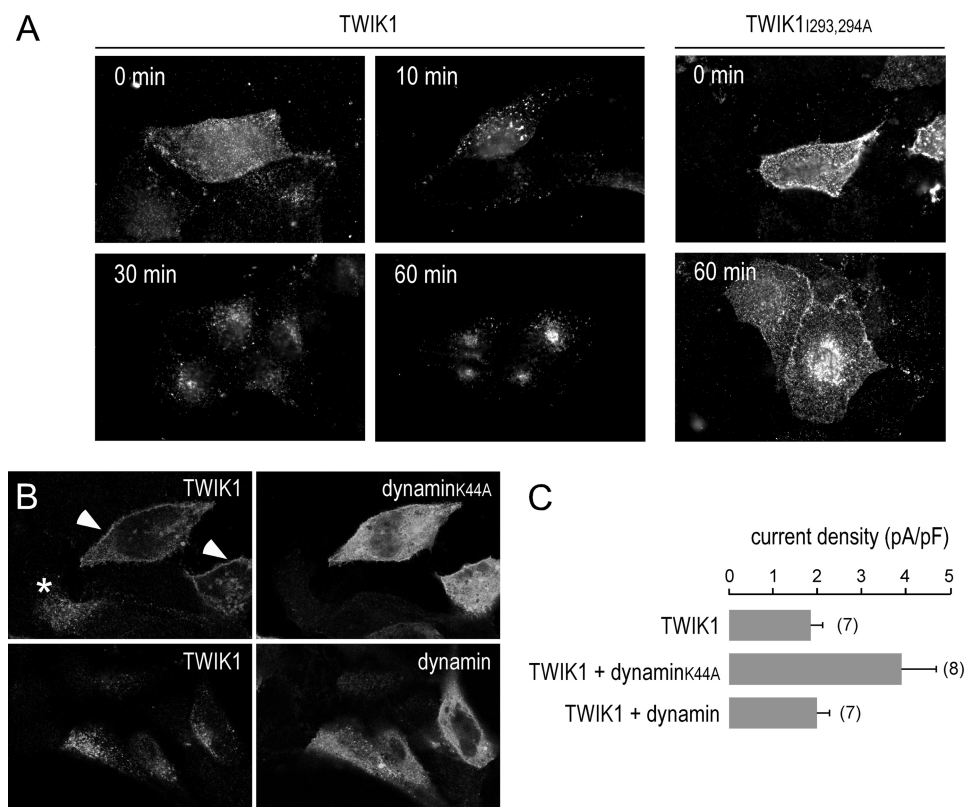 A
TWIK1
TWIK1I293,294A
0 min
10 min
0 min
30 min
60 min
60 min
B
TWIK1
dynaminK44A
*
TWIK1
dynamin
C
current density (pA/pF)
0 1 2 3 4 5
TWIK1
(7)
TWIK1 + dynaminK44A
(8)
TWIK1 + dynamin
(7)